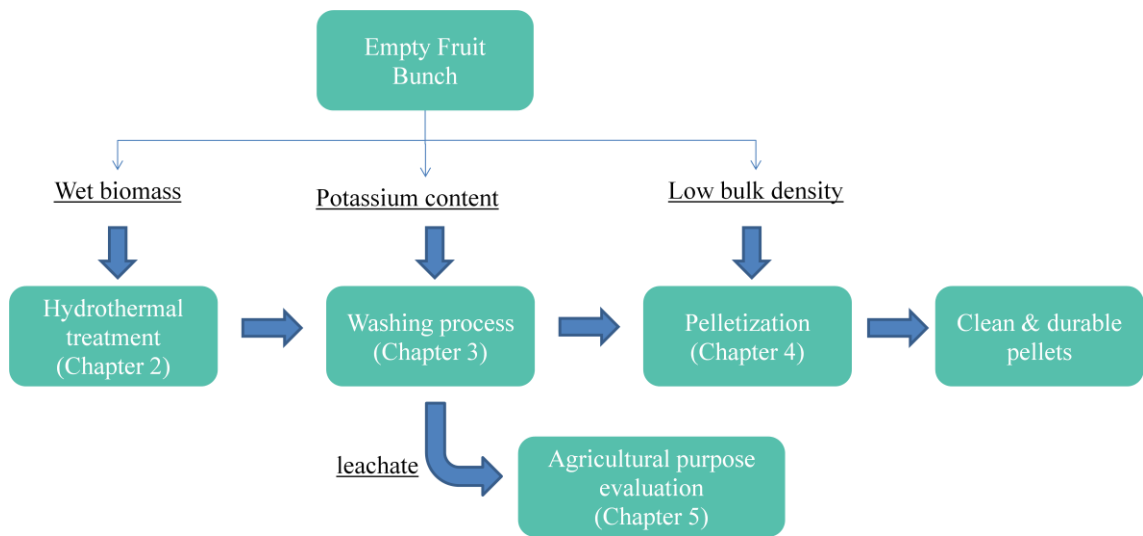 Empty Fruit
Bunch
Wet biomass
Potassium content
Low bulk density
Hydrothermal
treatment
(Chapter 2)
Washing process
(Chapter 3)
Pelletization
(Chapter 4)
Clean & durable
pellets
leachate
Agricultural purpose
evaluation
(Chapter 5)